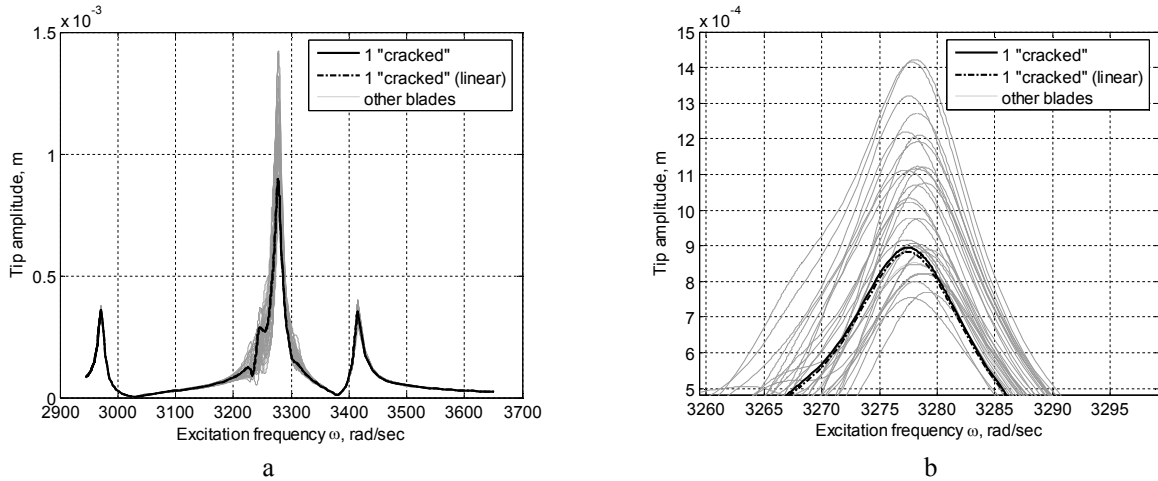 x 10⁻³
1.5
1
0.5
0
Tip amplitude, m
1 "cracked"
1 "cracked" (linear)
other blades
2900 3000 3100 3200 3300 3400 3500 3600 3700
Excitation frequency ω, rad/sec
a
x 10⁻⁴
15
14
13
12
11
10
9
8
7
6
5
Tip amplitude, m
1 "cracked"
1 "cracked" (linear)
other blades
3260 3265 3270 3275 3280 3285 3290 3295
Excitation frequency ω, rad/sec
b